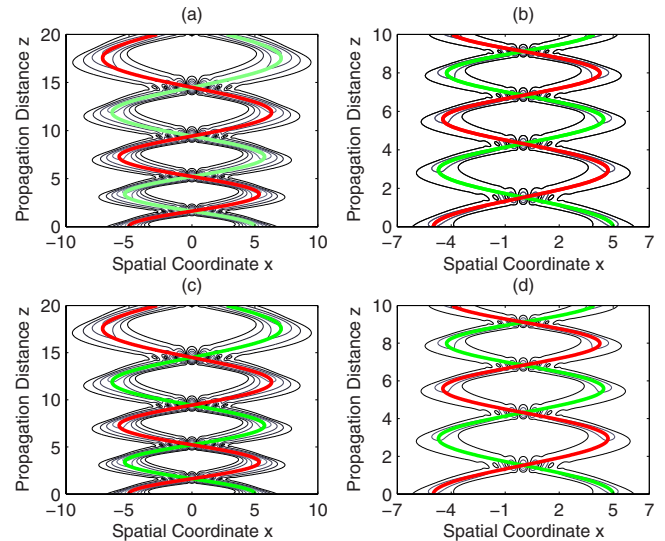 (a)
20
15
10
5
0
Propagation Distance z
−10 −5 0 5 10
Spatial Coordinate x
(b)
10
8
6
4
2
0
Propagation Distance z
−7 −4 −1 2 4 7
Spatial Coordinate x
(c)
20
15
10
5
0
Propagation Distance z
−10 −5 0 5 10
Spatial Coordinate x
(d)
10
8
6
4
2
0
Propagation Distance z
−7 −4 −1 2 4 7
Spatial Coordinate x